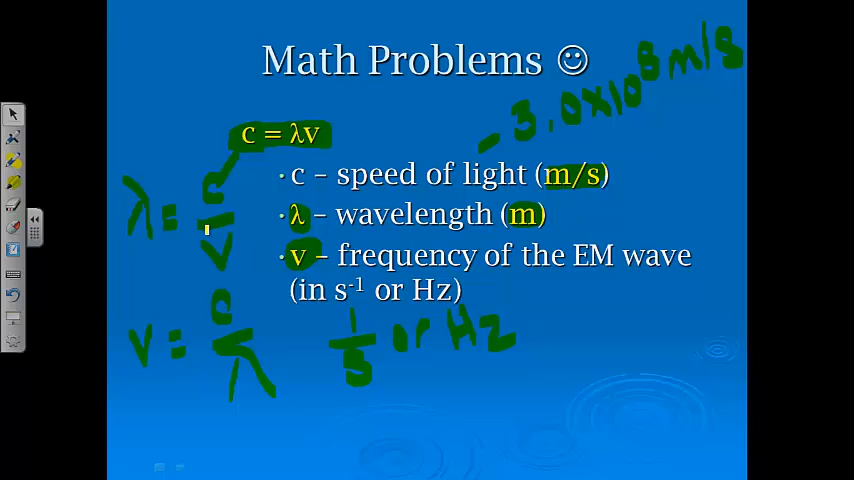 Math Problems ☺
- 3.0x10⁸ m/s
c = λv
· c – speed of light (m/s)
· λ – wavelength (m)
· v – frequency of the EM wave
(in s⁻¹ or Hz)
λ = c/v
v = c/λ
1/s or Hz